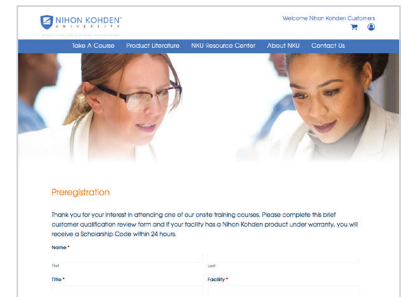 NIHON KOHDEN
UNIVERSITY
Welcome Nihon Kohden Customers
Take A Course Product Literature NKU Resource Center About NKU Contact Us
Preregistration
Thank you for your interest in attending one of our onsite training courses. Please complete this brief
customer qualification review form and if your facility has a Nihon Kohden product under warranty, you will
receive a Scholarship Code within 24 hours.
Name *
First Last
Title * Facility *